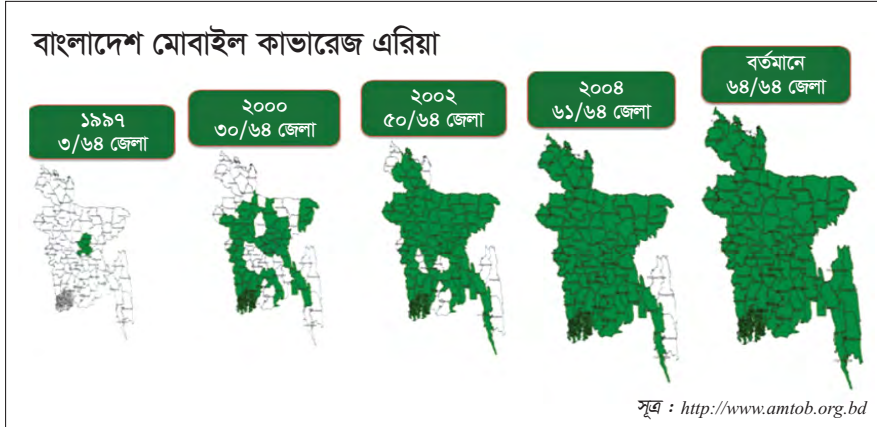 বাংলাদেশ মোবাইল কাভারেজ এরিয়া
১৯৯৭
৩/৬৪ জেলা
২০০০
৩০/৬৪ জেলা
২০০২
৫০/৬৪ জেলা
২০০৪
৬১/৬৪ জেলা
বর্তমানে
৬৪/৬৪ জেলা
সূত্র : http://www.amtob.org.bd